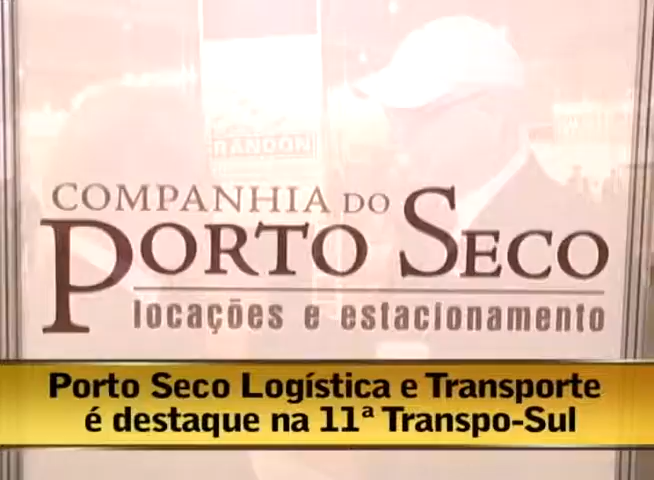 RANDON
COMPANHIA DO
PORTO SECO
locações e estacionamento
Porto Seco Logística e Transporte
é destaque na 11ª Transpo-Sul